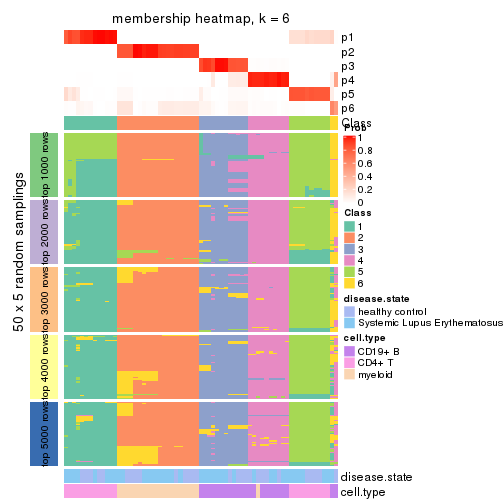 membership heatmap, k = 6
p1
p2
p3
p4
p5
p6
Class
50 x 5 random samplings
top 1000 rows
top 2000 rows
top 3000 rows
top 4000 rows
top 5000 rows
Prob
1
0.8
0.6
0.4
0.2
0
Class
1
2
3
4
5
6
disease.state
healthy control
Systemic Lupus Erythematosus
cell.type
CD19+ B
CD4+ T
myeloid
disease.state
cell.type